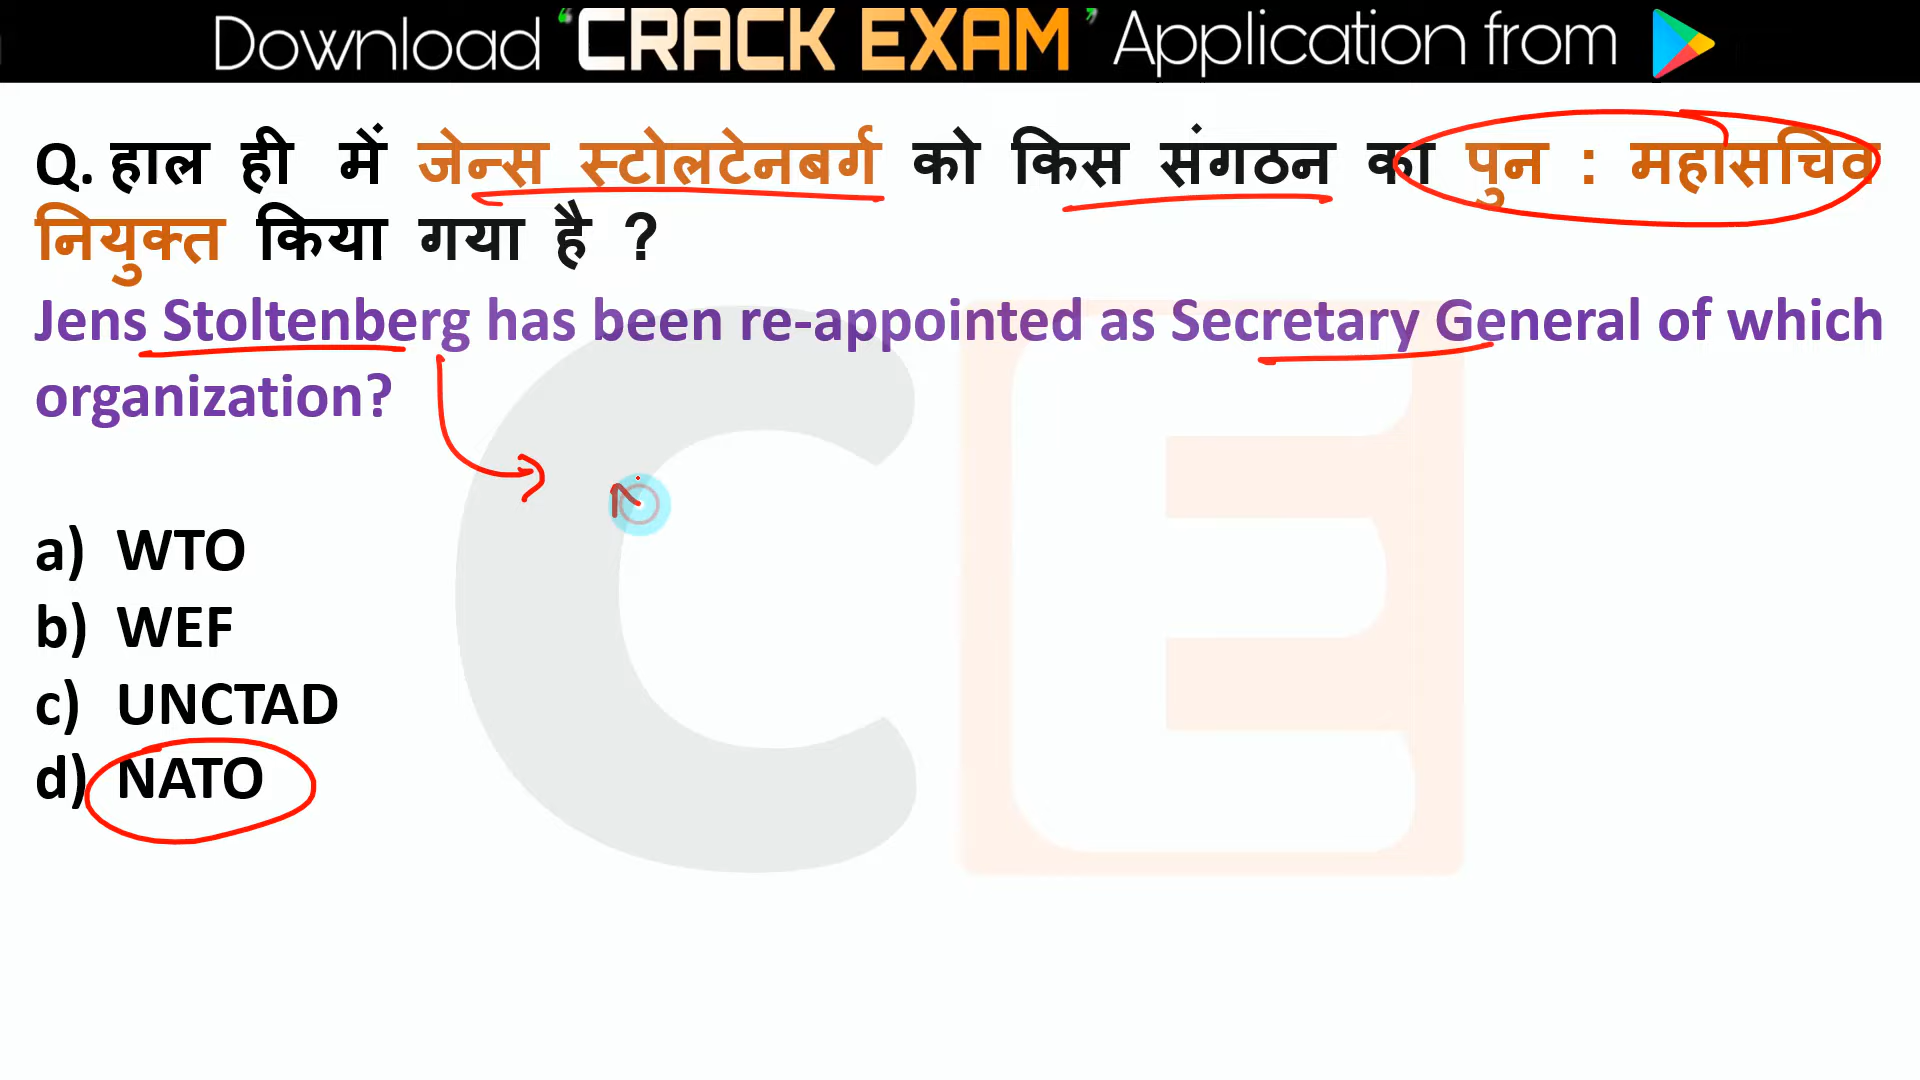 Download ‘CRACK EXAM’ Application from
Q. हाल ही में जेन्स स्टोलटेनबर्ग को किस संगठन का पुन : महासचिव
नियुक्त किया गया है ?
Jens Stoltenberg has been re-appointed as Secretary General of which
organization?
a) WTO
b) WEF
c) UNCTAD
d) NATO